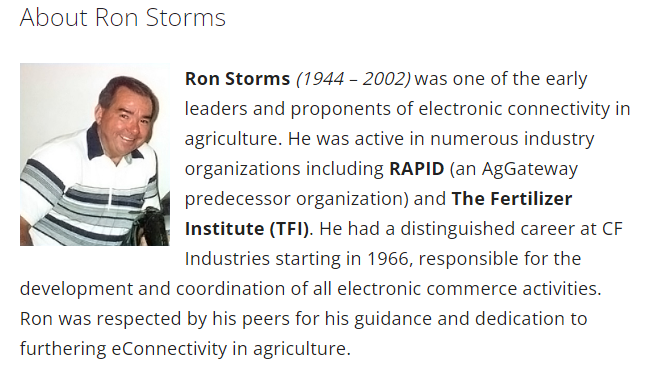 About Ron Storms
Ron Storms (1944 – 2002) was one of the early
leaders and proponents of electronic connectivity in
agriculture. He was active in numerous industry
organizations including RAPID (an AgGateway
predecessor organization) and The Fertilizer
Institute (TFI). He had a distinguished career at CF
Industries starting in 1966, responsible for the
development and coordination of all electronic commerce activities.
Ron was respected by his peers for his guidance and dedication to
furthering eConnectivity in agriculture.